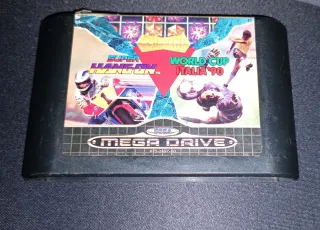 SUPER
HANG-ON
WORLD CUP
ITALIA '90
SEGA
MEGA DRIVE